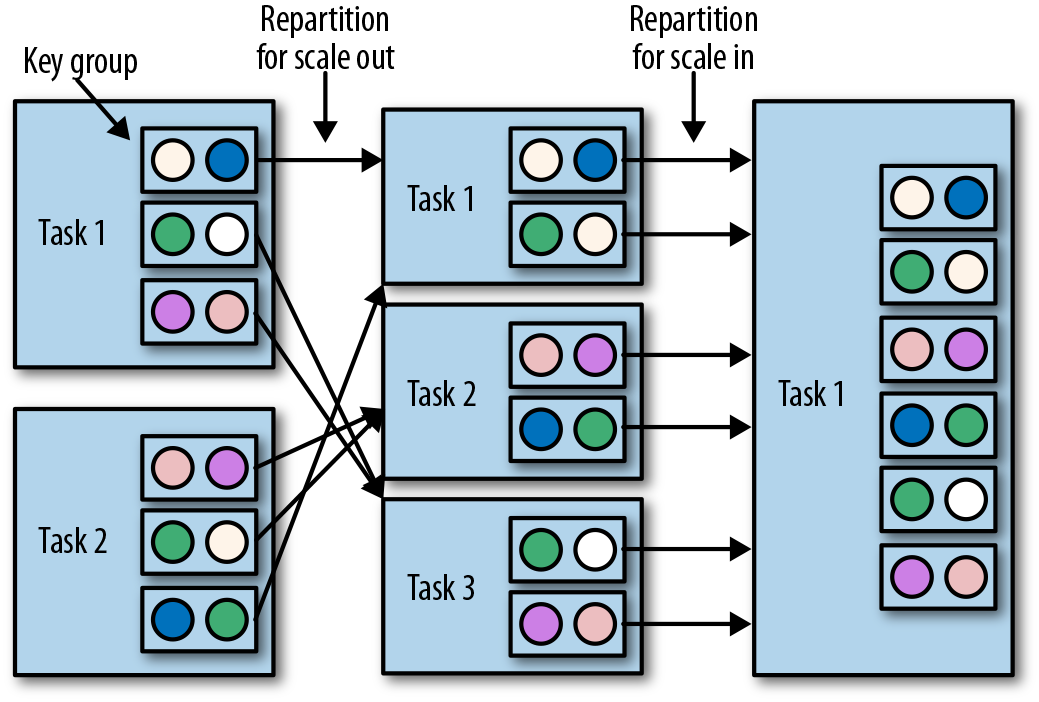 Repartition
for scale out
Repartition
for scale in
Key group
Task 1
Task 2
Task 1
Task 2
Task 3
Task 1